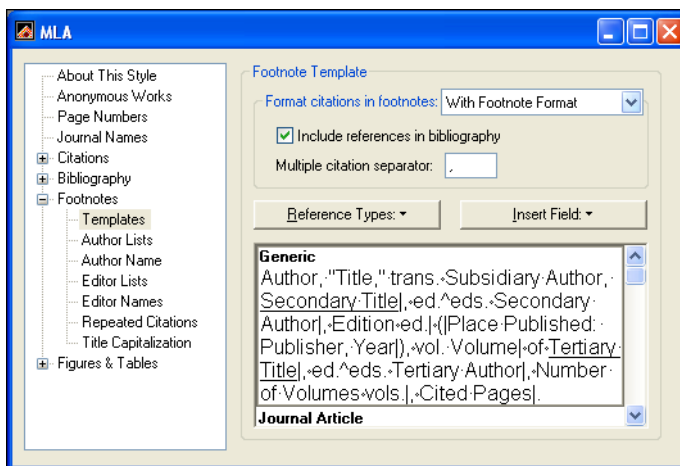 MLA
About This Style
Anonymous Works
Page Numbers
Journal Names
Citations
Bibliography
Footnotes
Templates
Author Lists
Author Name
Editor Lists
Editor Names
Repeated Citations
Title Capitalization
Figures & Tables
Footnote Template
Format citations in footnotes: With Footnote Format
Include references in bibliography
Multiple citation separator: ,
Reference Types:
Insert Field:
Generic
Author,·"Title,"·trans.·Subsidiary·Author,·
Secondary·Title|,·ed.^eds.·Secondary·
Author|,·Edition·ed.|·(|Place·Published:·
Publisher,·Year|),·vol.·Volume|·of·Tertiary·
Title|,·ed.^eds.·Tertiary·Author|,·Number·
of·Volumes·vols.|,·Cited·Pages|.
Journal Article